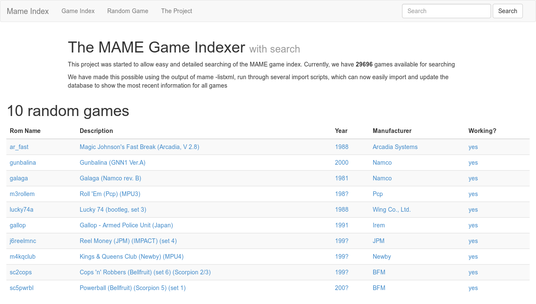 Mame Index Game Index Random Game The Project Search Search
The MAME Game Indexer with search
This project was started to allow easy and detailed searching of the MAME game index. Currently, we have 29696 games available for searching
We have made this possible using the output of mame -listxml, run through several import scripts, which can now easily import and update the
database to show the most recent information for all games
10 random games
Rom Name Description Year Manufacturer Working?
ar_fast Magic Johnson's Fast Break (Arcadia, V 2.8) 1988 Arcadia Systems yes
gunbalina Gunbalina (GNN1 Ver.A) 2000 Namco yes
galaga Galaga (Namco rev. B) 1981 Namco yes
m3rollem Roll 'Em (Pcp) (MPU3) 198? Pcp yes
lucky74a Lucky 74 (bootleg, set 3) 1988 Wing Co., Ltd. yes
gallop Gallop - Armed Police Unit (Japan) 1991 Irem yes
j6reelmnc Reel Money (JPM) (IMPACT) (set 4) 199? JPM yes
m4kqclub Kings & Queens Club (Newby) (MPU4) 199? Newby yes
sc2cops Cops 'n' Robbers (Bellfruit) (set 6) (Scorpion 2/3) 199? BFM yes
sc5pwrbl Powerball (Bellfruit) (Scorpion 5) (set 1) 200? BFM yes